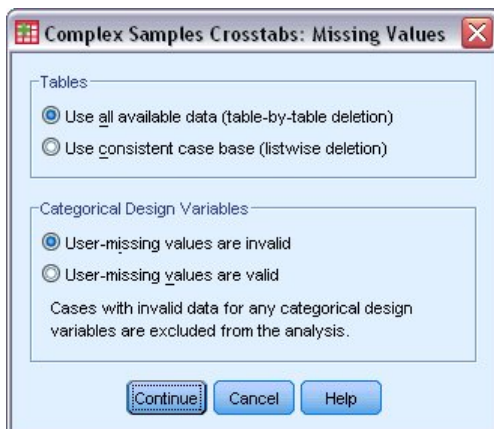 Complex Samples Crosstabs: Missing Values
Tables
Use all available data (table-by-table deletion)
Use consistent case base (listwise deletion)
Categorical Design Variables
User-missing values are invalid
User-missing values are valid
Cases with invalid data for any categorical design
variables are excluded from the analysis.
Continue Cancel Help